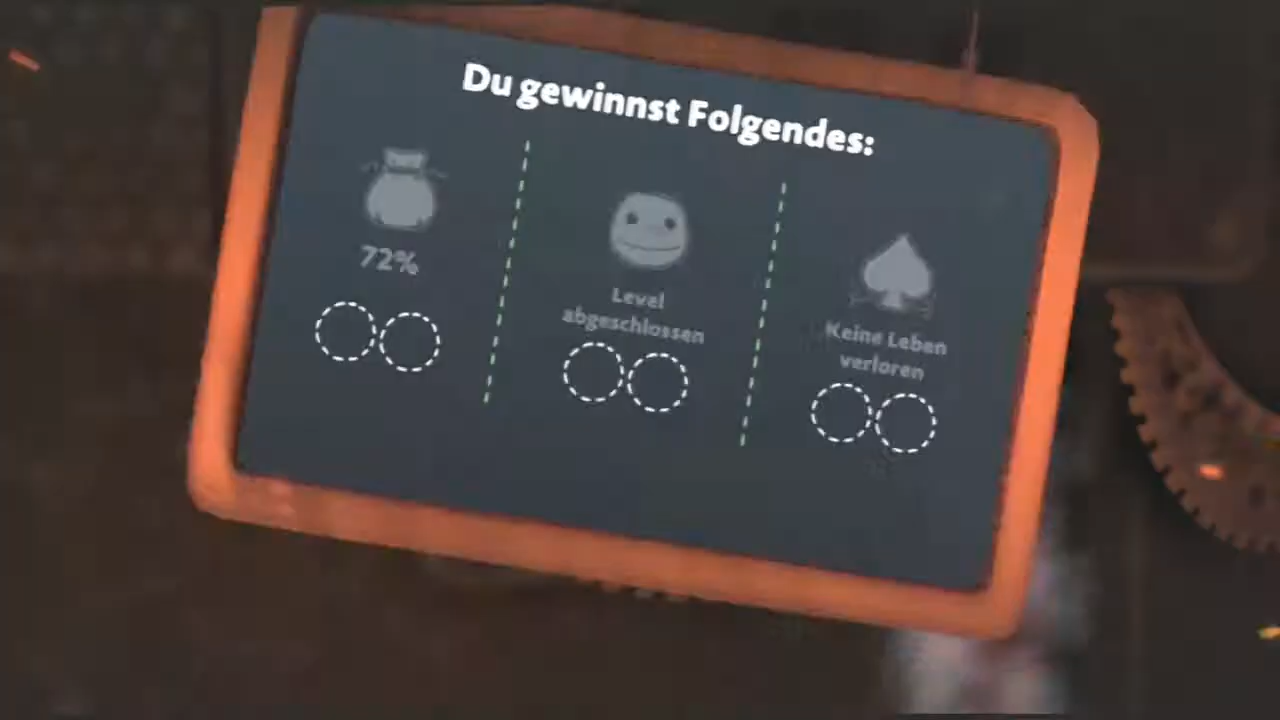 Du gewinnst Folgendes:
72%
Level
abgeschlossen
Keine Leben
verloren